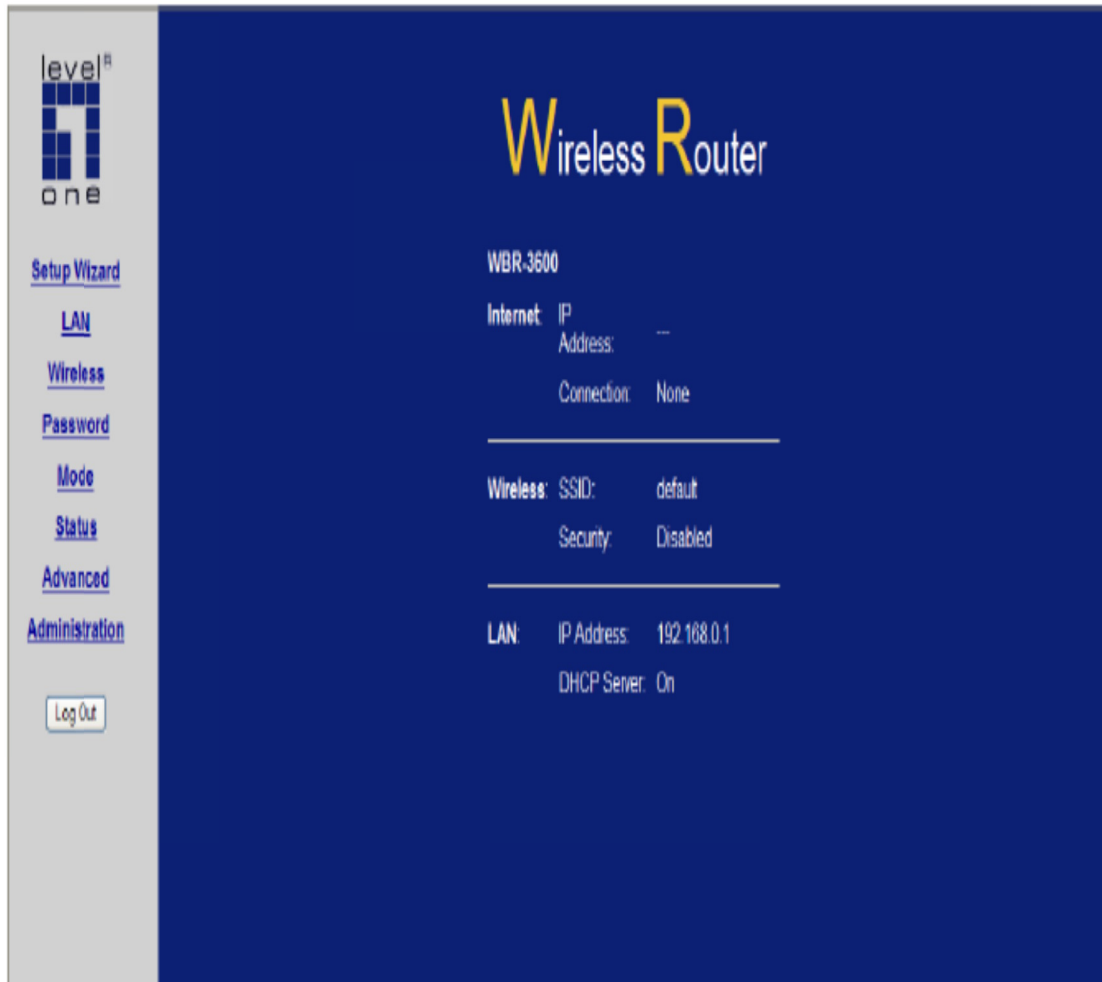 level®
one
Setup Wizard
LAN
Wireless
Password
Mode
Status
Advanced
Administration
Log Out
Wireless Router
WBR-3600
Internet: IP Address: ---
Connection: None
Wireless: SSID: default
Security: Disabled
LAN: IP Address: 192.168.0.1
DHCP Server: On